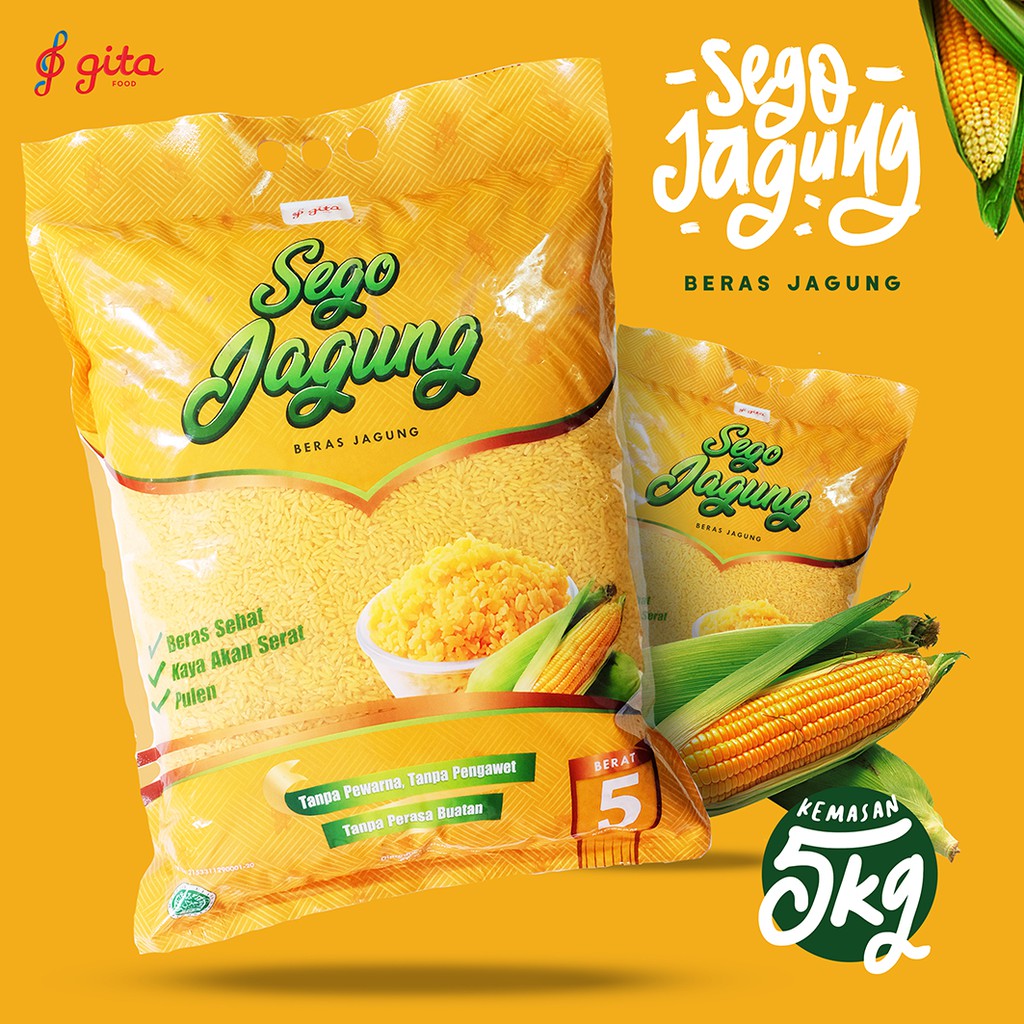 gita
FOOD
Sego
Jagung
BERAS JAGUNG
gita
Sego
Jagung
BERAS JAGUNG
Beras Sehat
Kaya Akan Serat
Pulen
Tanpa Pewarna, Tanpa Pengawet
Tanpa Perasa Buatan
BERAT
5
gita
Sego
Jagung
BERAS JAGUNG
Serat
KEMASAN
5kg